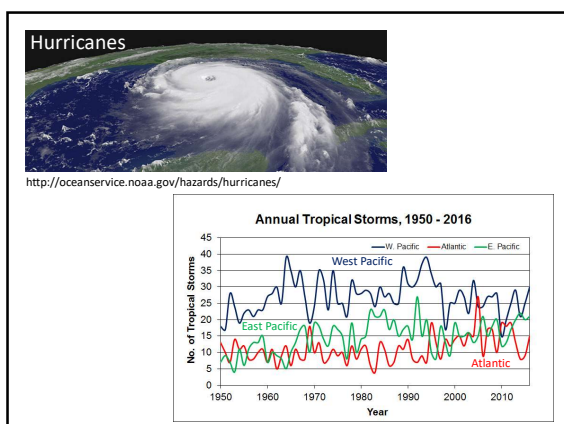 Hurricanes
http://oceanservice.noaa.gov/hazards/hurricanes/
Annual Tropical Storms, 1950 - 2016
W. Pacific Atlantic E. Pacific
West Pacific
East Pacific
Atlantic
No. of Tropical Storms
45
40
35
30
25
20
15
10
5
0
1950 1960 1970 1980 1990 2000 2010
Year